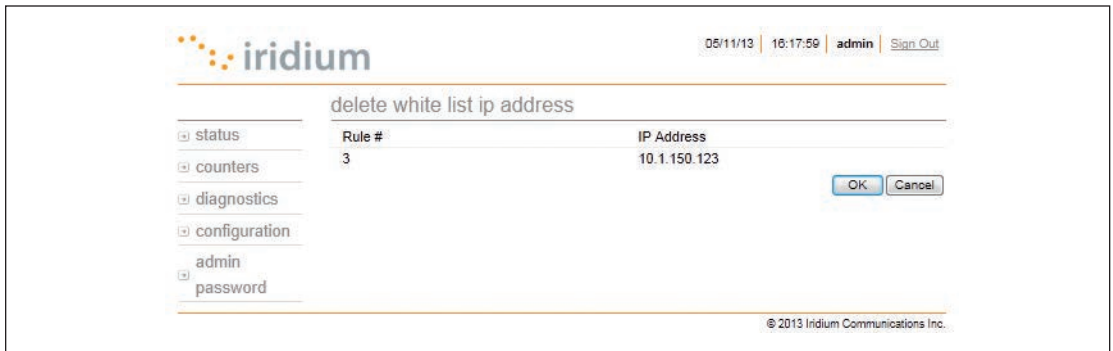 iridium
05/11/13 16:17:59 admin Sign Out
delete white list ip address
status
counters
diagnostics
configuration
admin
password
Rule # IP Address
3 10.1.150.123
OK Cancel
© 2013 Iridium Communications Inc.